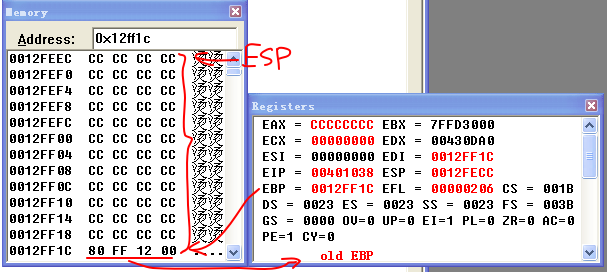 Memory
Address: 0x12ff1c
0012FEEC CC CC CC CC 烫烫
0012FEF0 CC CC CC CC 烫烫
0012FEF4 CC CC CC CC 烫烫
0012FEF8 CC CC CC CC 烫烫
0012FEFC CC CC CC CC 烫烫
0012FF00 CC CC CC CC 烫烫
0012FF04 CC CC CC CC 烫烫
0012FF08 CC CC CC CC 烫烫
0012FF0C CC CC CC CC 烫烫
0012FF10 CC CC CC CC 烫烫
0012FF14 CC CC CC CC 烫烫
0012FF18 CC CC CC CC 烫烫
0012FF1C 80 FF 12 00 ....
ESP
Registers
EAX = CCCCCCCC EBX = 7FFD3000
ECX = 00000000 EDX = 00430DA0
ESI = 00000000 EDI = 0012FF1C
EIP = 00401038 ESP = 0012FECC
EBP = 0012FF1C EFL = 00000206 CS = 001B
DS = 0023 ES = 0023 SS = 0023 FS = 003B
GS = 0000 OV=0 UP=0 EI=1 PL=0 ZR=0 AC=0
PE=1 CY=0
old EBP